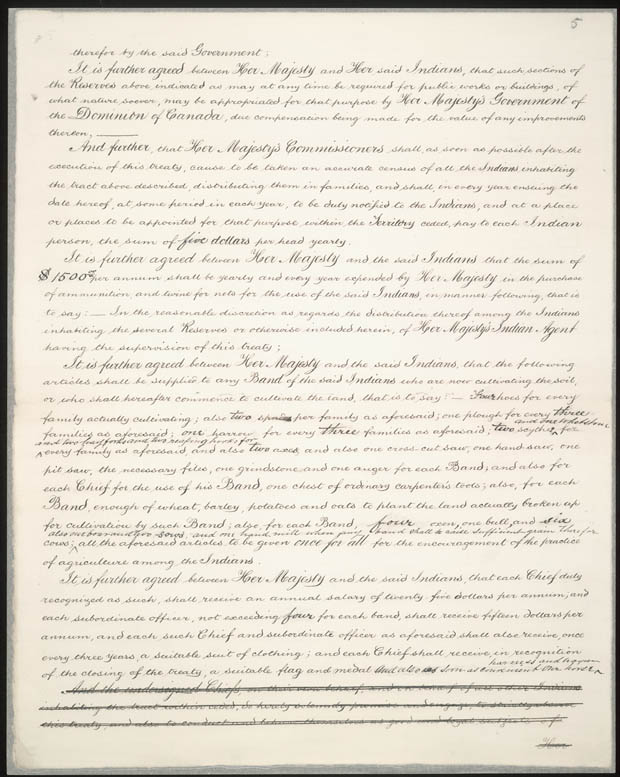 5
therefor by the said Government;
It is further agreed between Her Majesty and Her said Indians, that such sections of
the Reserves above indicated as may at any time be required for public works or buildings, of
what nature soever, may be appropriated for that purpose by Her Majesty's Government of
the Dominion of Canada, due compensation being made for the value of any improvements
thereon;
And further, that Her Majesty's Commissioners, shall, as soon as possible after the
execution of this treaty, cause to be taken an accurate census of all the Indians inhabiting
the tract above described, distributing them in families, and shall, in every year ensuing the
date hereof, at some period in each year, to be duly notified to the Indians, and at a place
or places to be appointed for that purpose within the Territory ceded, pay to each Indian
person, the sum of five dollars per head yearly.
It is further agreed between Her Majesty and the said Indians that the sum of
$1500 per annum shall be yearly and every year expended by Her Majesty in the purchase
of ammunition and twine for nets for the use of the said Indians, in manner following, that is
to say: — In the reasonable discretion as regards the distribution thereof among the Indians
inhabiting the several Reserves or otherwise included herein, of Her Majesty's Indian Agent
having the supervision of this treaty;
It is further agreed between Her Majesty and the said Indians, that the following
articles shall be supplied to any Band of the said Indians who are now cultivating the soil,
or who shall hereafter commence to cultivate the land, that is to say: — Four hoes for every
family actually cultivating; also two per family as aforesaid; one plough for every three
and one whetstone
families as aforesaid; one harrow for every three families as aforesaid; two scythes, for
and two hay forks and two reaping hooks for
every family as aforesaid and also two axes, and also one cross-cut saw, one hand saw, one
pit saw, the necessary files, one grindstone and one auger for each Band; and also for
each Chief for the use of his Band, one chest of ordinary carpenter's tools; also, for each
Band, enough of wheat, barley, potatoes and oats to plant the land actually broken up
for cultivation by such Band; also, for each Band, four oxen, one bull, and six
also one boar and two sows, and one hand mill when any band shall raise sufficient grain therefor
cows; all the aforesaid articles to be given once for all for the encouragement of the practice
of agriculture among the Indians.
It is further agreed between Her Majesty and the said Indians, that each Chief duly
recognized as such, shall receive an annual salary of twenty five dollars per annum; and
each subordinate officer, not exceeding four for each band, shall receive fifteen dollars per
annum, and each such Chief and subordinate officer as aforesaid shall also receive, once
every three years, a suitable suit of clothing; and each Chief shall receive, in recognition
harness and waggon
of the closing of the treaty, a suitable flag and medal and also as soon as convenient one horse
And the undersigned Chiefs, on their own behalf, and on behalf of all other Indians
inhabiting the tract within ceded, do hereby solemnly promise and engage, to strictly observe
this treaty, and also to conduct and behave themselves as good and loyal subjects of
Her